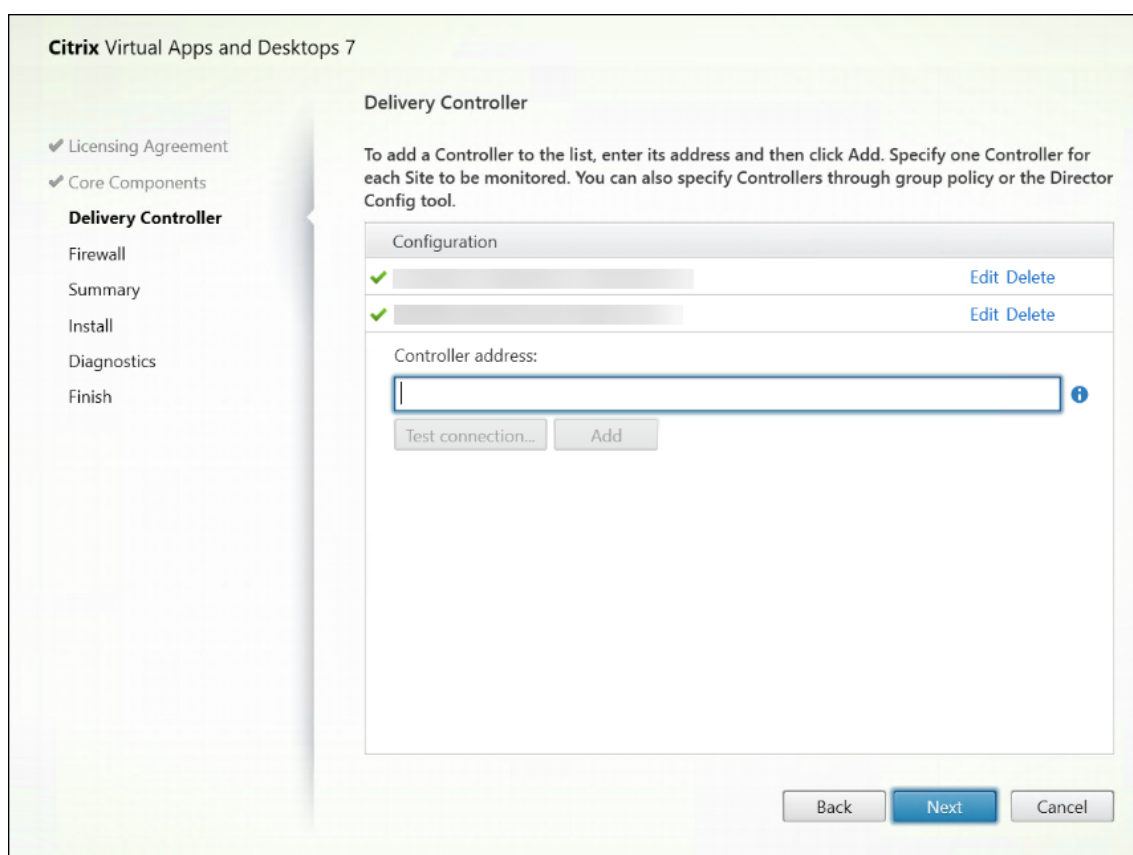 Citrix Virtual Apps and Desktops 7
Licensing Agreement
Core Components
Delivery Controller
Firewall
Summary
Install
Diagnostics
Finish
Delivery Controller
To add a Controller to the list, enter its address and then click Add. Specify one Controller for
each Site to be monitored. You can also specify Controllers through group policy or the Director
Config tool.
Configuration
Edit Delete
Edit Delete
Controller address:
Test connection... Add
Back Next Cancel